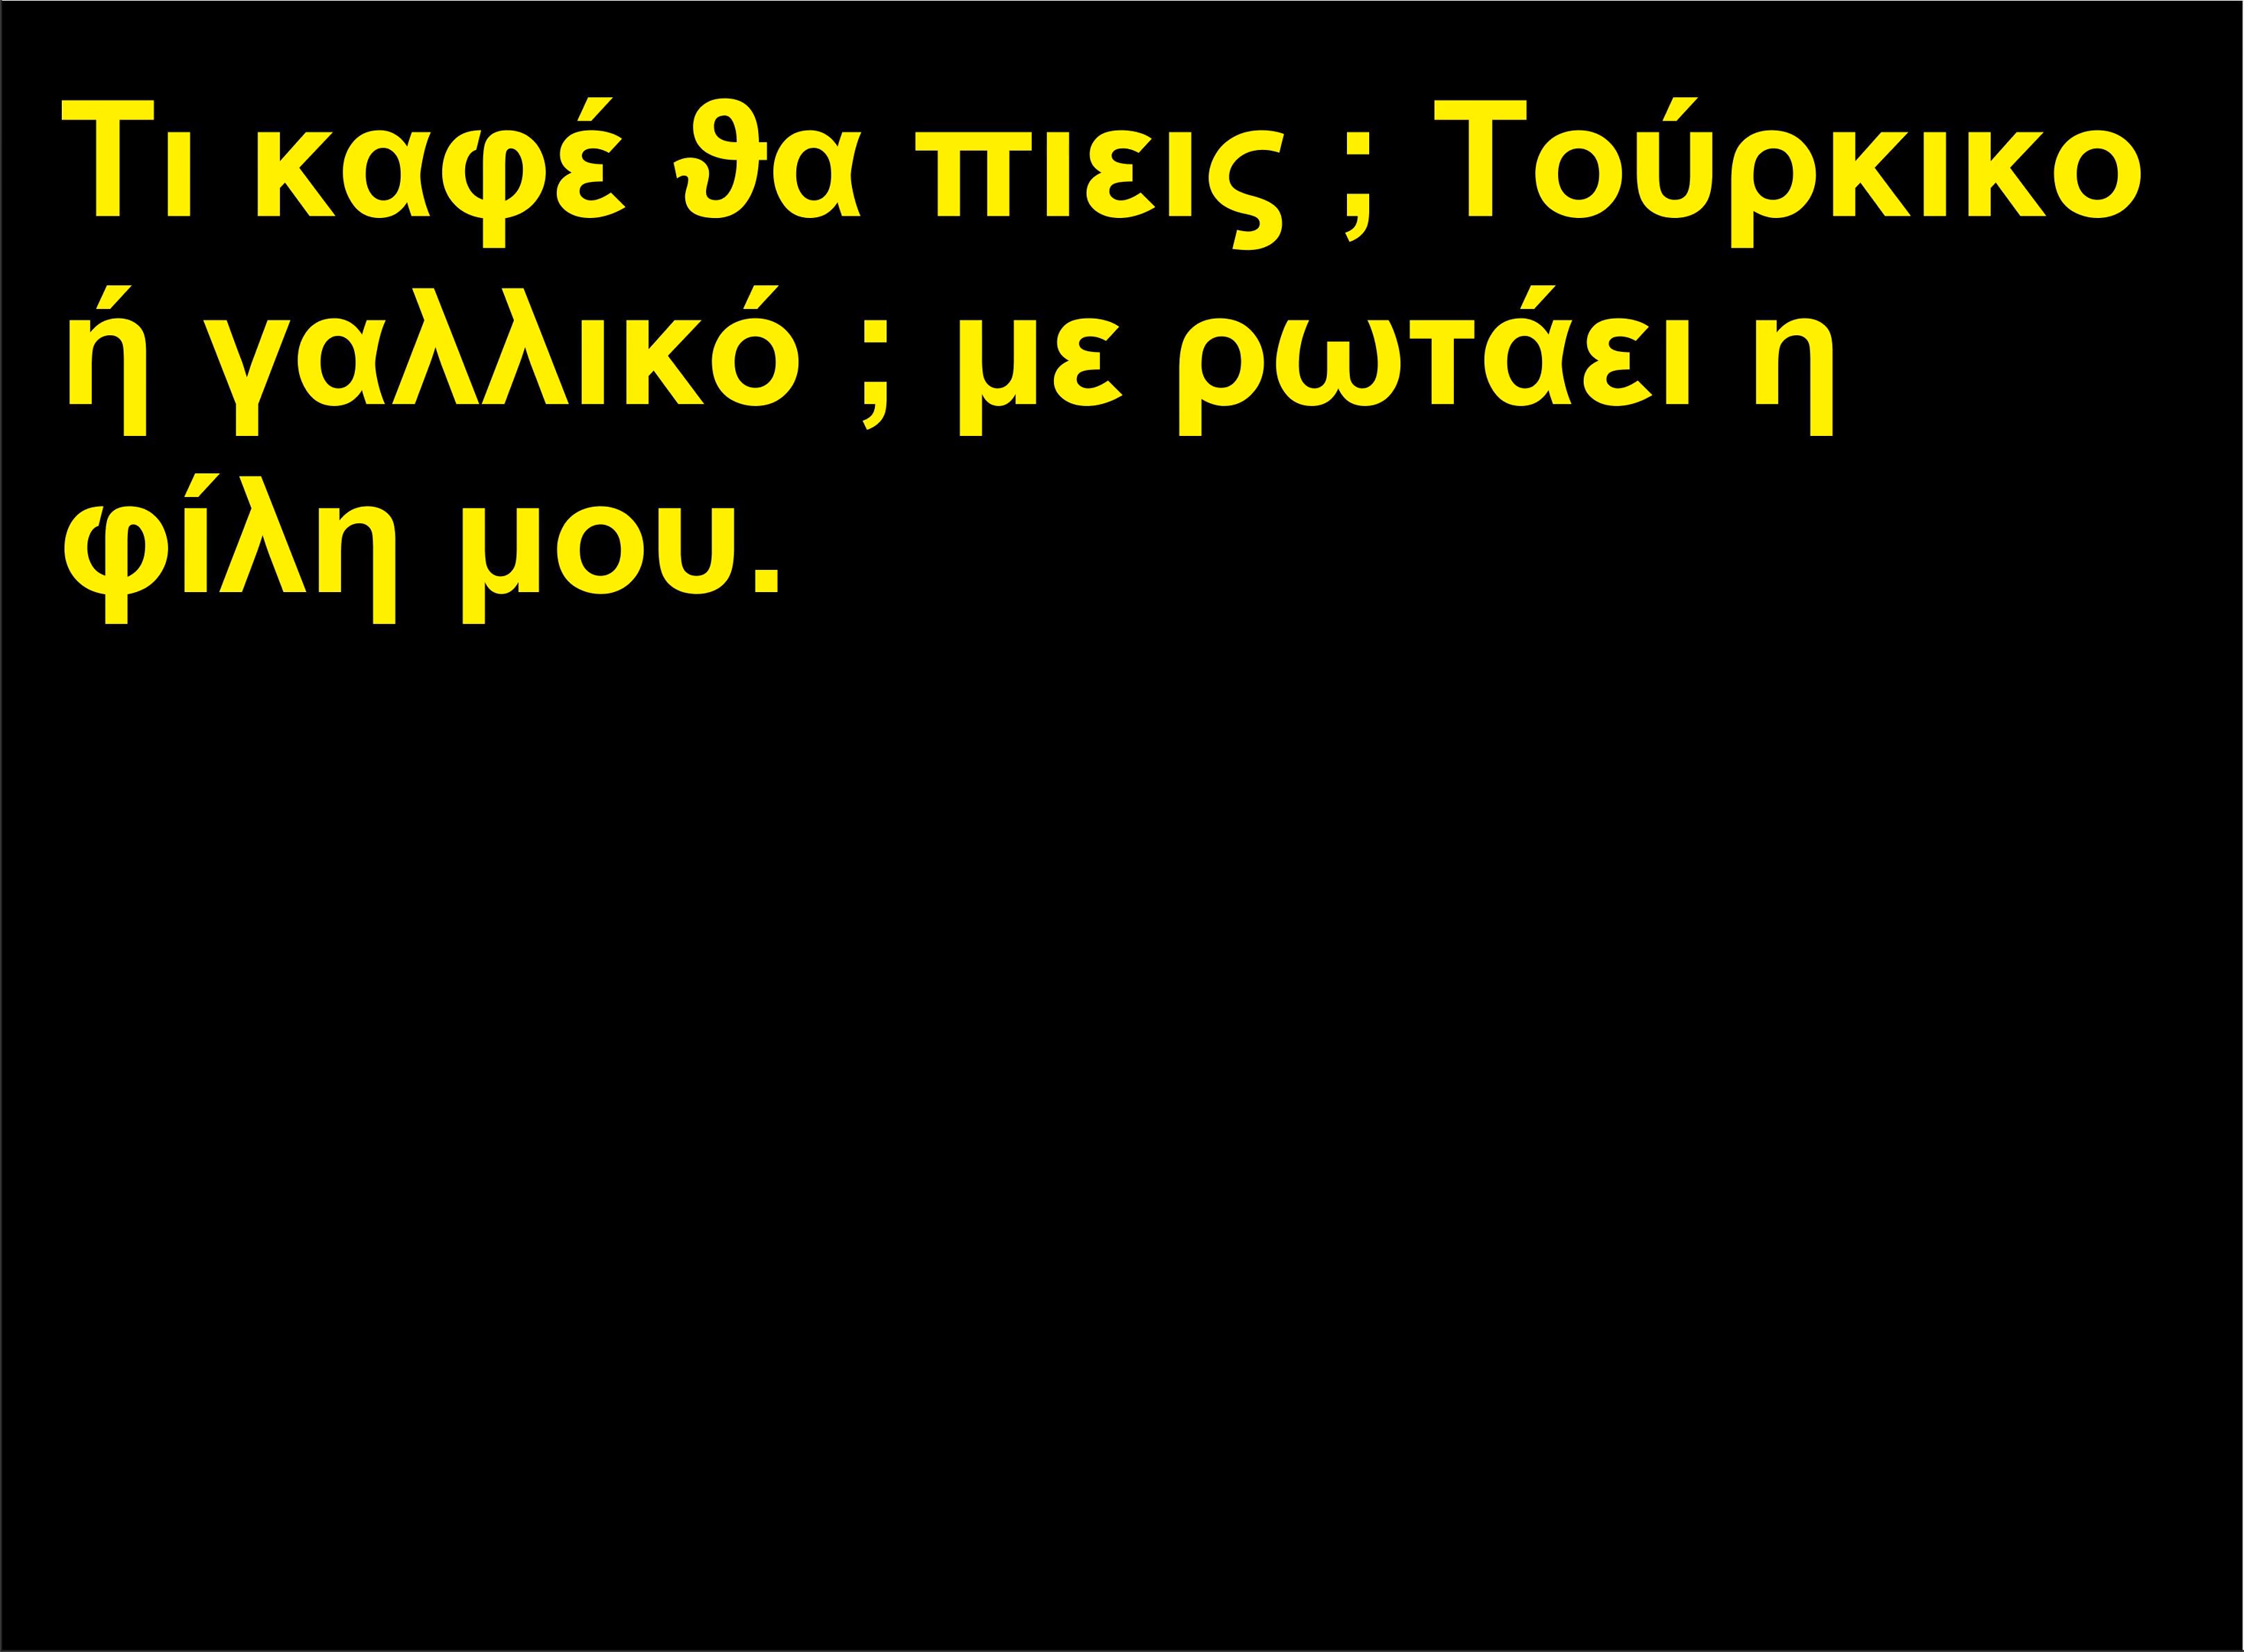 Τι καφέ ϑα πιεις ; Τούρκικο
ή γαλλικό ; με ρωτάει η
φίλη μου.